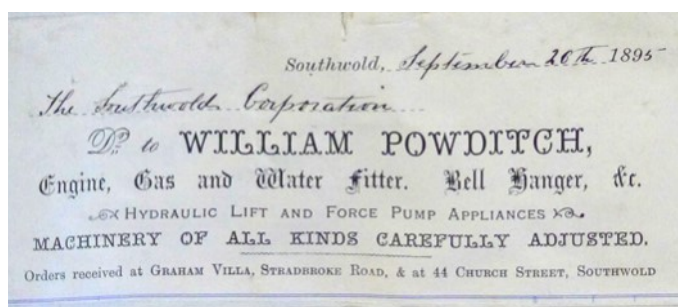 Southwold, September 20th 1895
The Southwold Corporation
Dr. to WILLIAM POWDITCH,
Engine, Gas and Water Fitter. Bell Hanger, &c.
HYDRAULIC LIFT AND FORCE PUMP APPLIANCES
MACHINERY OF ALL KINDS CAREFULLY ADJUSTED.
Orders received at GRAHAM VILLA, STRADBROKE ROAD, & at 44 CHURCH STREET, SOUTHWOLD